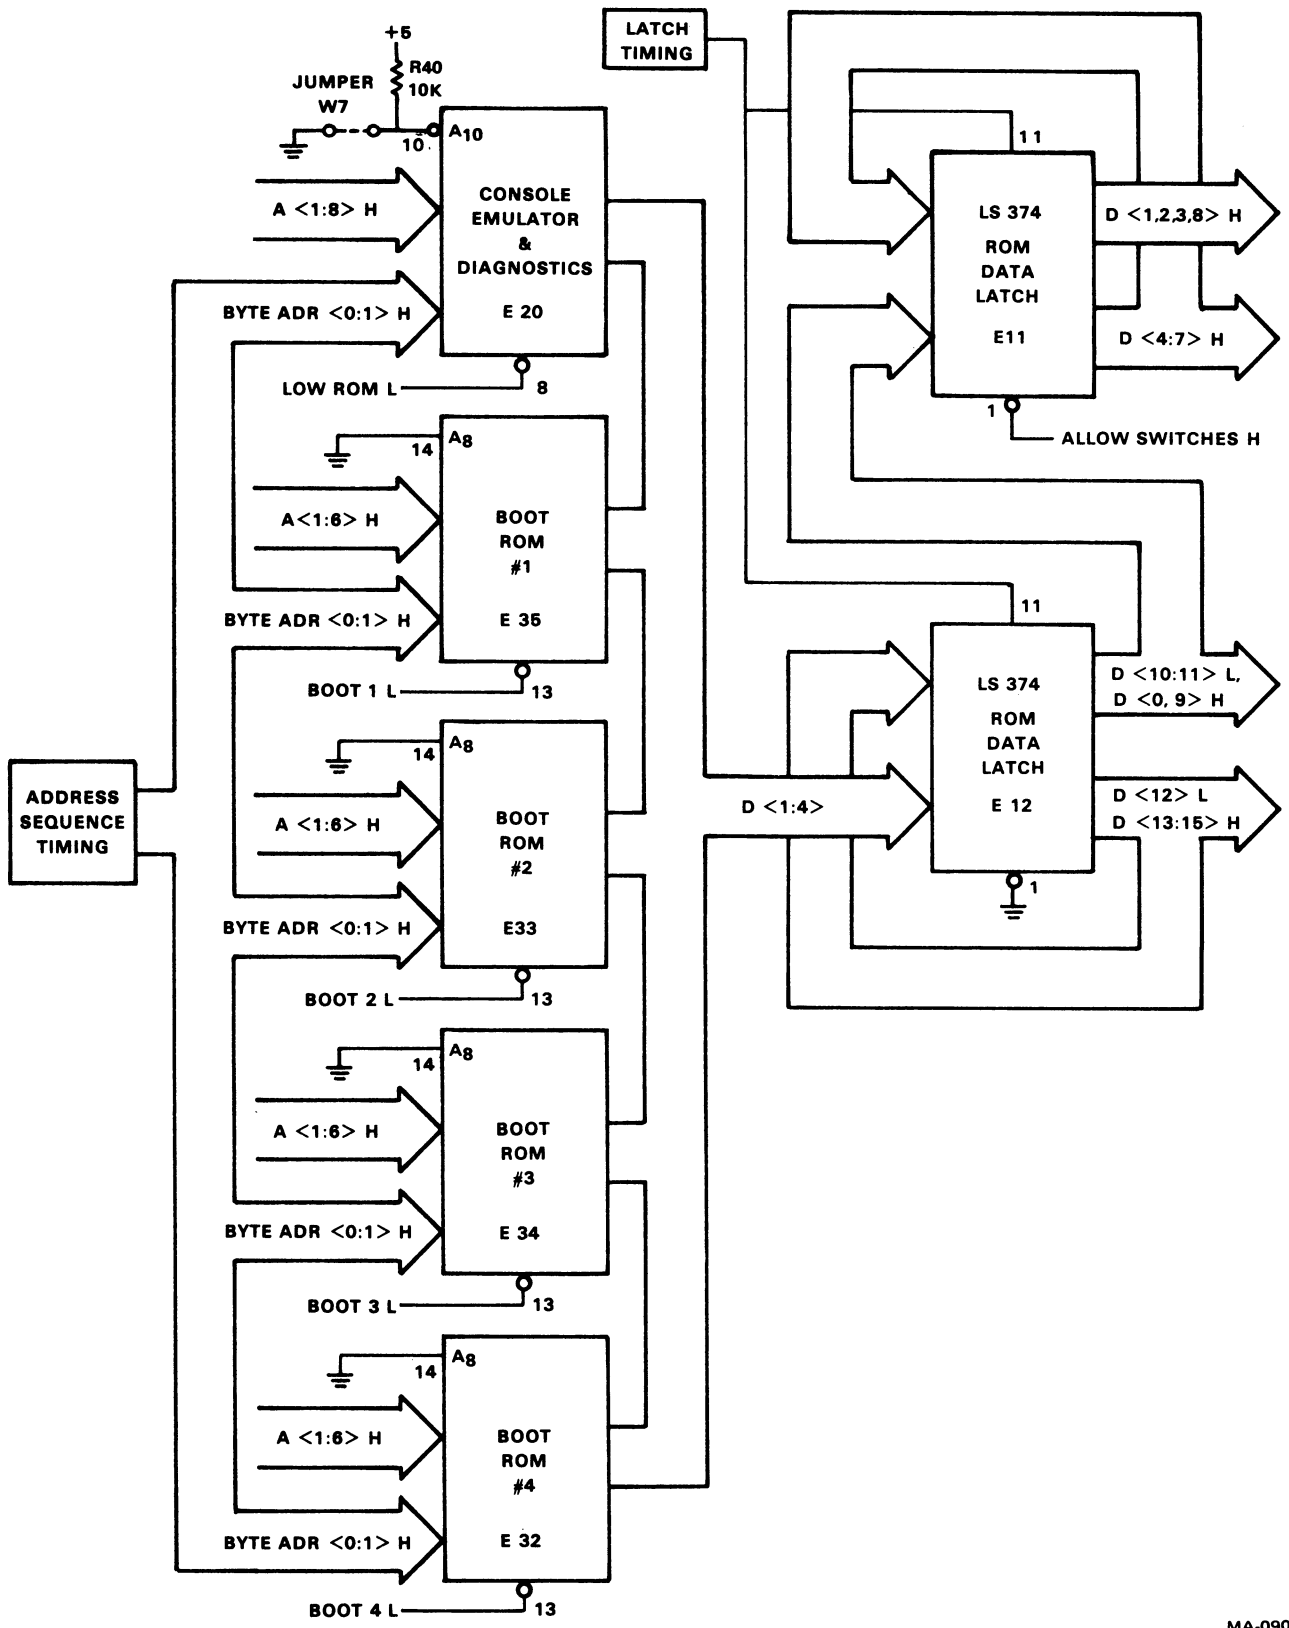 +5
R40
10K
JUMPER
W7
10
A10
A <1:8> H
CONSOLE
EMULATOR
&
DIAGNOSTICS
E 20
BYTE ADR <0:1> H
LOW ROM L
8
A8
14
A<1:6> H
BOOT
ROM
#1
E 35
BYTE ADR <0:1> H
BOOT 1 L
13
A8
14
A <1:6> H
BOOT
ROM
#2
E33
BYTE ADR <0:1> H
BOOT 2 L
13
ADDRESS
SEQUENCE
TIMING
A8
14
A <1:6> H
BOOT
ROM
#3
E 34
BYTE ADR <0:1> H
BOOT 3 L
13
A8
14
A <1:6> H
BOOT
ROM
#4
E 32
BYTE ADR <0:1> H
BOOT 4 L
13
LATCH
TIMING
11
LS 374
ROM
DATA
LATCH
E11
D <1,2,3,8> H
D <4:7> H
1
ALLOW SWITCHES H
11
LS 374
ROM
DATA
LATCH
E 12
D <10:11> L,
D <0, 9> H
D <1:4>
D <12> L
D <13:15> H
1
MA-090